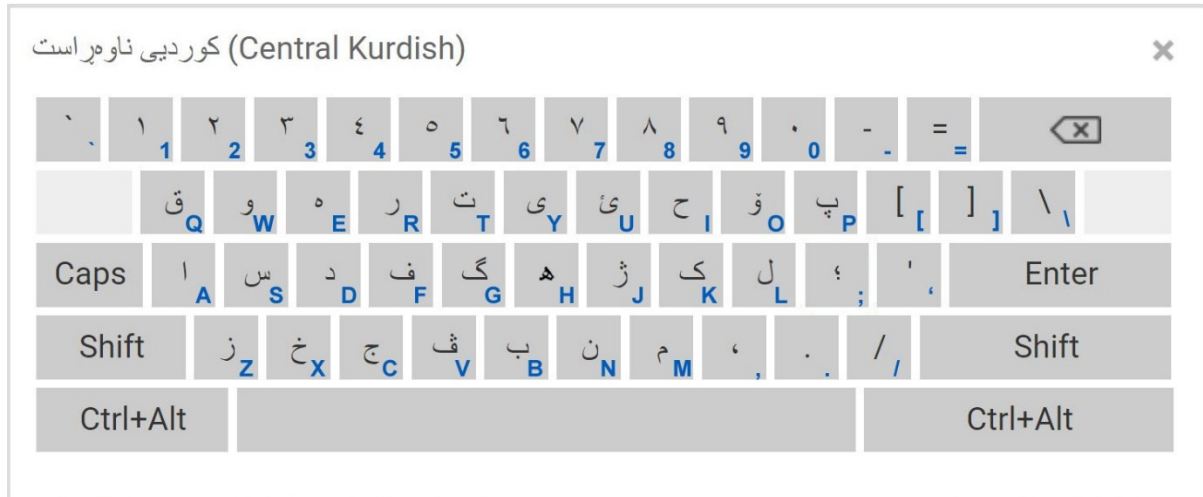 (Central Kurdish) کوردیی ناوەڕاست ×
` ` ١ 1 ٢ 2 ٣ 3 ٤ 4 ٥ 5 ٦ 6 ٧ 7 ٨ 8 ٩ 9 ٠ 0 - - = =
ق Q و W ە E ر R ت T ی Y ئ U ح I ۆ O پ P [ [ ] ] \ \
Caps ا A س S د D ف F گ G ھ H ژ J ک K ل L ؛ ; ' ‘ Enter
Shift ز Z خ X ج C ڤ V ب B ن N م M ، , . . / / Shift
Ctrl+Alt Ctrl+Alt